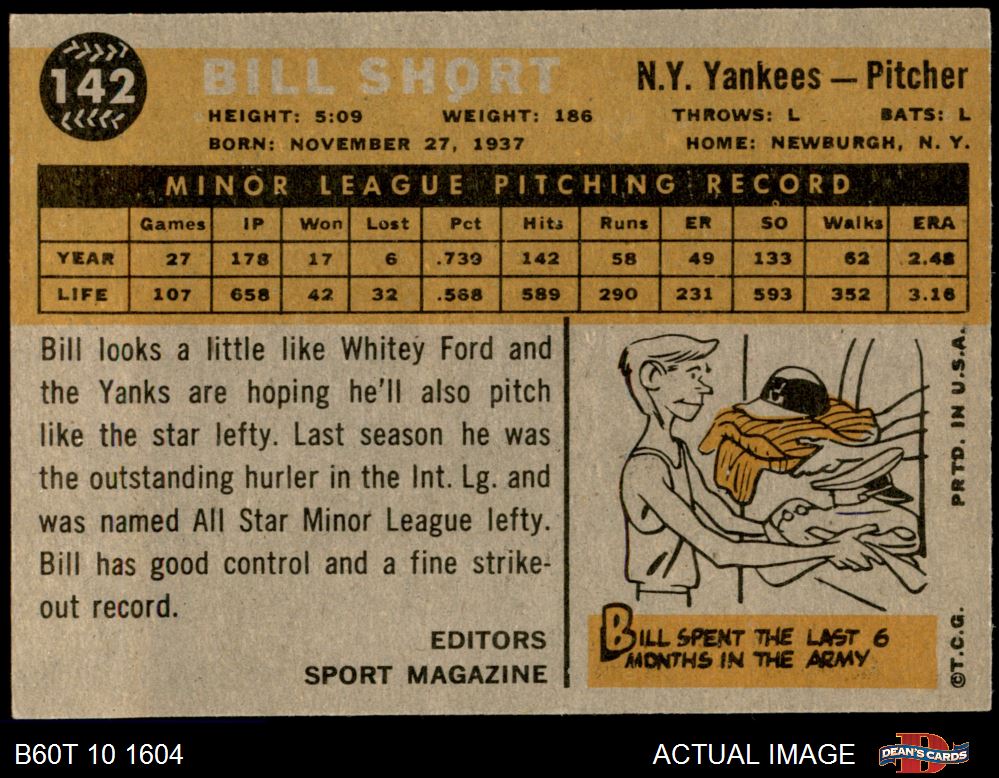 142
BILL SHORT
N.Y. Yankees — Pitcher
HEIGHT: 5:09 WEIGHT: 186 THROWS: L BATS: L
BORN: NOVEMBER 27, 1937 HOME: NEWBURGH, N. Y.
MINOR LEAGUE PITCHING RECORD
Games IP Won Lost Pct Hits Runs ER SO Walks ERA
YEAR 27 178 17 6 .739 142 58 49 133 62 2.48
LIFE 107 658 42 32 .568 589 290 231 593 352 3.16
Bill looks a little like Whitey Ford and
the Yanks are hoping he'll also pitch
like the star lefty. Last season he was
the outstanding hurler in the Int. Lg. and
was named All Star Minor League lefty.
Bill has good control and a fine strike-
out record.
EDITORS
SPORT MAGAZINE
BILL SPENT THE LAST 6
MONTHS IN THE ARMY
©T.C.G. PRTD. IN U.S.A.
B60T 10 1604
ACTUAL IMAGE
DEAN'S CARDS